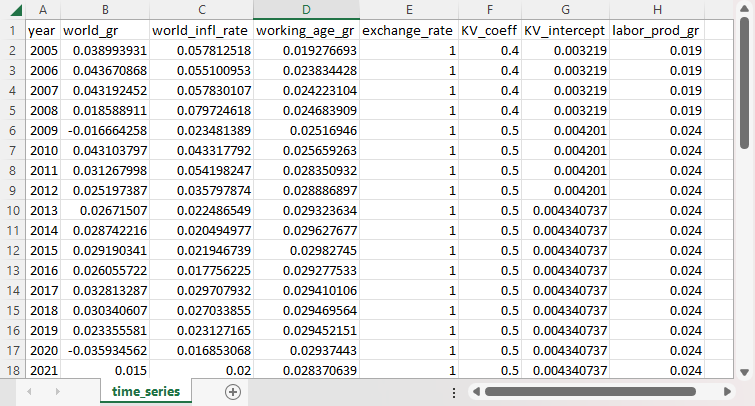 A B C D E F G H
1 year world_gr world_infl_rate working_age_gr exchange_rate KV_coeff KV_intercept labor_prod_gr
2 2005 0.038993931 0.057812518 0.019276693 1 0.4 0.003219 0.019
3 2006 0.043670868 0.055100953 0.023834428 1 0.4 0.003219 0.019
4 2007 0.043192452 0.057830107 0.024223104 1 0.4 0.003219 0.019
5 2008 0.018588911 0.079724618 0.024683909 1 0.4 0.003219 0.019
6 2009 -0.016664258 0.023481389 0.02516946 1 0.5 0.004201 0.024
7 2010 0.043103797 0.043317792 0.025659263 1 0.5 0.004201 0.024
8 2011 0.031267998 0.054198247 0.028350932 1 0.5 0.004201 0.024
9 2012 0.025197387 0.035797874 0.028886897 1 0.5 0.004201 0.024
10 2013 0.02671507 0.022486549 0.029323634 1 0.5 0.004340737 0.024
11 2014 0.028742216 0.020494977 0.029627677 1 0.5 0.004340737 0.024
12 2015 0.029190341 0.021946739 0.02982745 1 0.5 0.004340737 0.024
13 2016 0.026055722 0.017756225 0.029277533 1 0.5 0.004340737 0.024
14 2017 0.032813287 0.029707932 0.029410106 1 0.5 0.004340737 0.024
15 2018 0.030340607 0.027033855 0.029469564 1 0.5 0.004340737 0.024
16 2019 0.023355581 0.023127165 0.029452151 1 0.5 0.004340737 0.024
17 2020 -0.035934562 0.016853068 0.02937443 1 0.5 0.004340737 0.024
18 2021 0.015 0.02 0.028370639 1 0.5 0.004340737 0.024
time_series